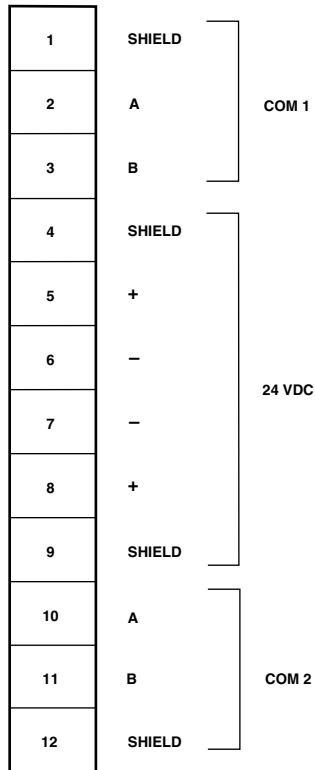 1 SHIELD
2 A COM 1
3 B
4 SHIELD
5 +
6 –
24 VDC
7 –
8 +
9 SHIELD
10 A
11 B COM 2
12 SHIELD